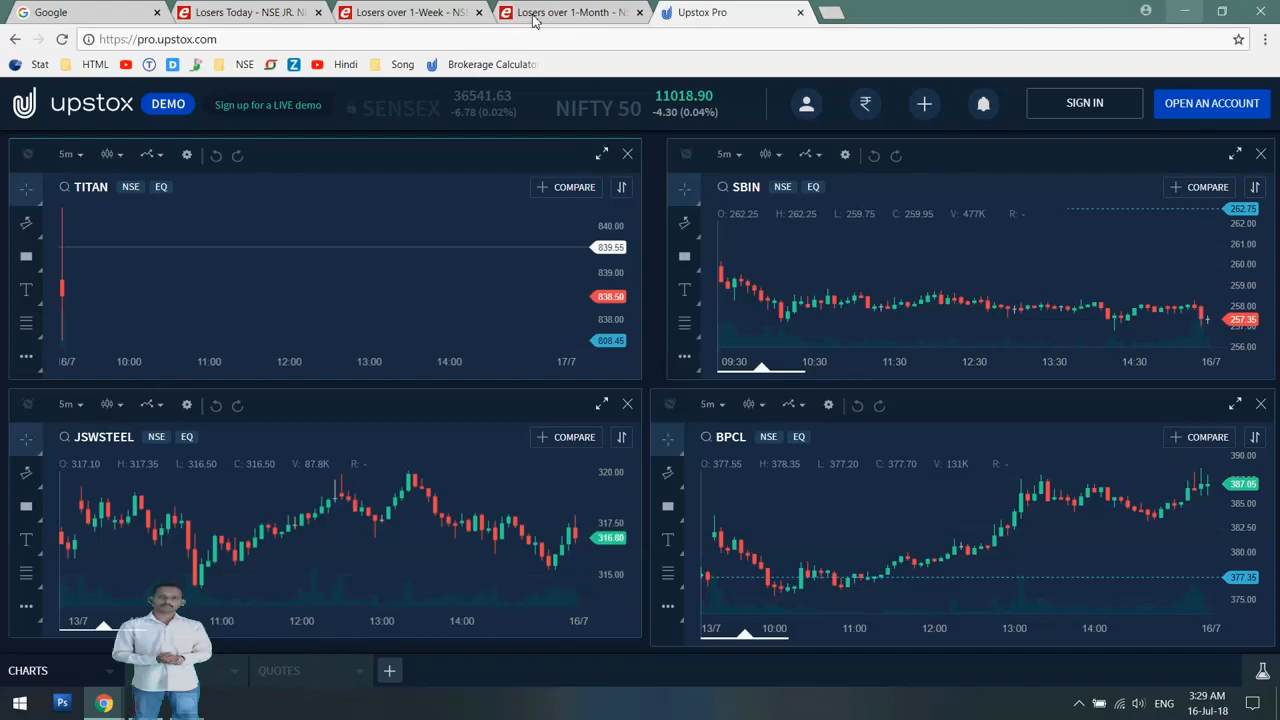 Google
Losers Today - NSE JR. N
Losers over 1-Week - NS
Losers over 1-Month - NS
Upstox Pro
https://pro.upstox.com
Stat
HTML
NSE
Hindi
Song
Brokerage Calculato
upstox
DEMO
Sign up for a LIVE demo
SENSEX
36541.63
-6.78 (0.02%)
NIFTY 50
11018.90
-4.30 (0.04%)
SIGN IN
OPEN AN ACCOUNT
5m
TITAN NSE EQ
COMPARE
840.00
839.55
839.00
838.50
838.00
808.45
16/7 10:00 11:00 12:00 13:00 14:00 17/7
5m
SBIN NSE EQ
COMPARE
O: 262.25 H: 262.25 L: 259.75 C: 259.95 V: 477K R: -
262.75
262.00
261.00
260.00
259.00
258.00
257.35
256.00
09:30 10:30 11:30 12:30 13:30 14:30 16/7
5m
JSWSTEEL NSE EQ
COMPARE
O: 317.10 H: 317.35 L: 316.50 C: 316.50 V: 87.8K R: -
320.00
317.50
316.80
315.00
13/7 11:00 12:00 13:00 14:00 16/7
5m
BPCL NSE EQ
COMPARE
O: 377.55 H: 378.35 L: 377.20 C: 377.70 V: 131K R: -
390.00
387.05
385.00
382.50
380.00
377.35
375.00
13/7 10:00 11:00 12:00 13:00 14:00 16/7
CHARTS
QUOTES
Ps
ENG
3:29 AM
16-Jul-18